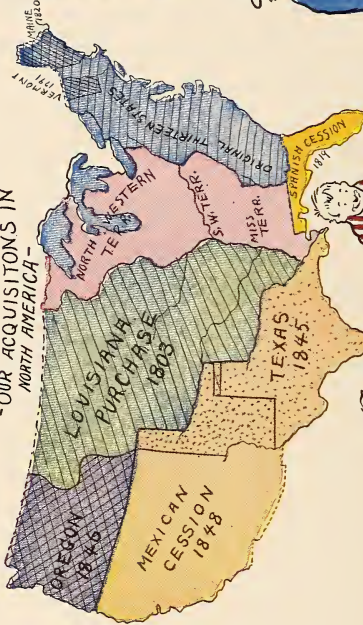 -OUR ACQUISITONS IN
NORTH AMERICA-
MAINE
(1820)
VERMONT
1791
ORIGINAL THIRTEEN STATES
NORTH WESTERN
TERR.
S.W. TERR.
MISS
TERR.
SPANISH CESSION
1819
LOUISIANA
PURCHASE
1803
OREGON
1846
MEXICAN
CESSION
1848
TEXAS
1845.